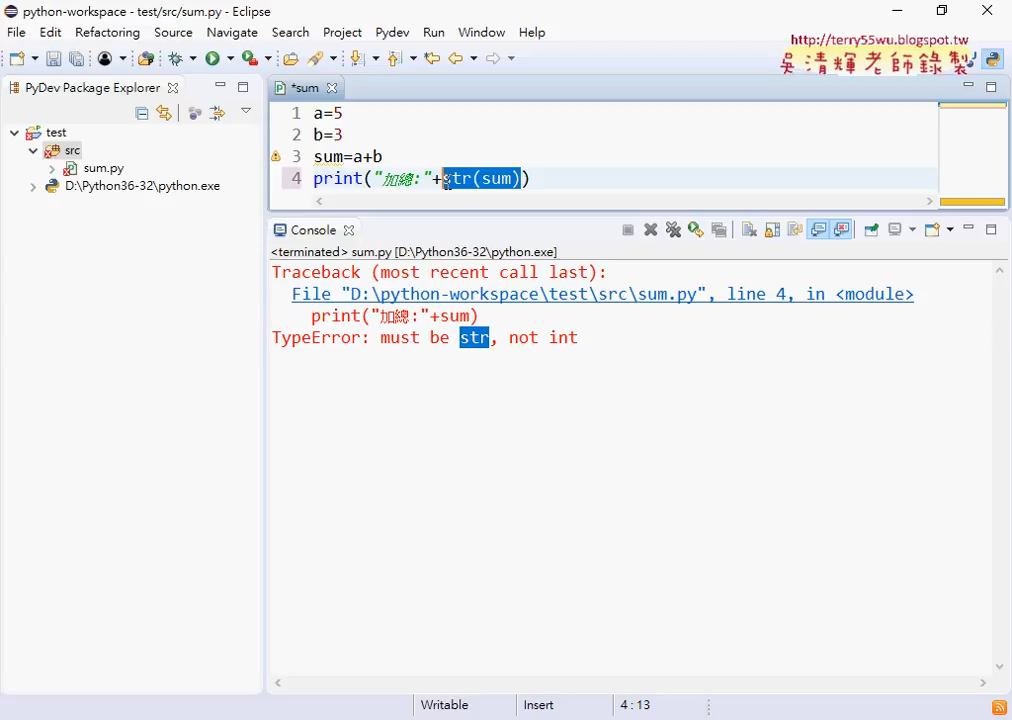 python-workspace - test/src/sum.py - Eclipse
File Edit Refactoring Source Navigate Search Project Pydev Run Window Help
http://terry55wu.blogspot.tw
吳清輝老師錄製
PyDev Package Explorer
*sum
test
src
sum.py
D:\Python36-32\python.exe
1 a=5
2 b=3
3 sum=a+b
4 print("加總:"+str(sum))
Console
<terminated> sum.py [D:\Python36-32\python.exe]
Traceback (most recent call last):
File "D:\python-workspace\test\src\sum.py", line 4, in <module>
print("加總:"+sum)
TypeError: must be str, not int
Writable Insert 4 : 13